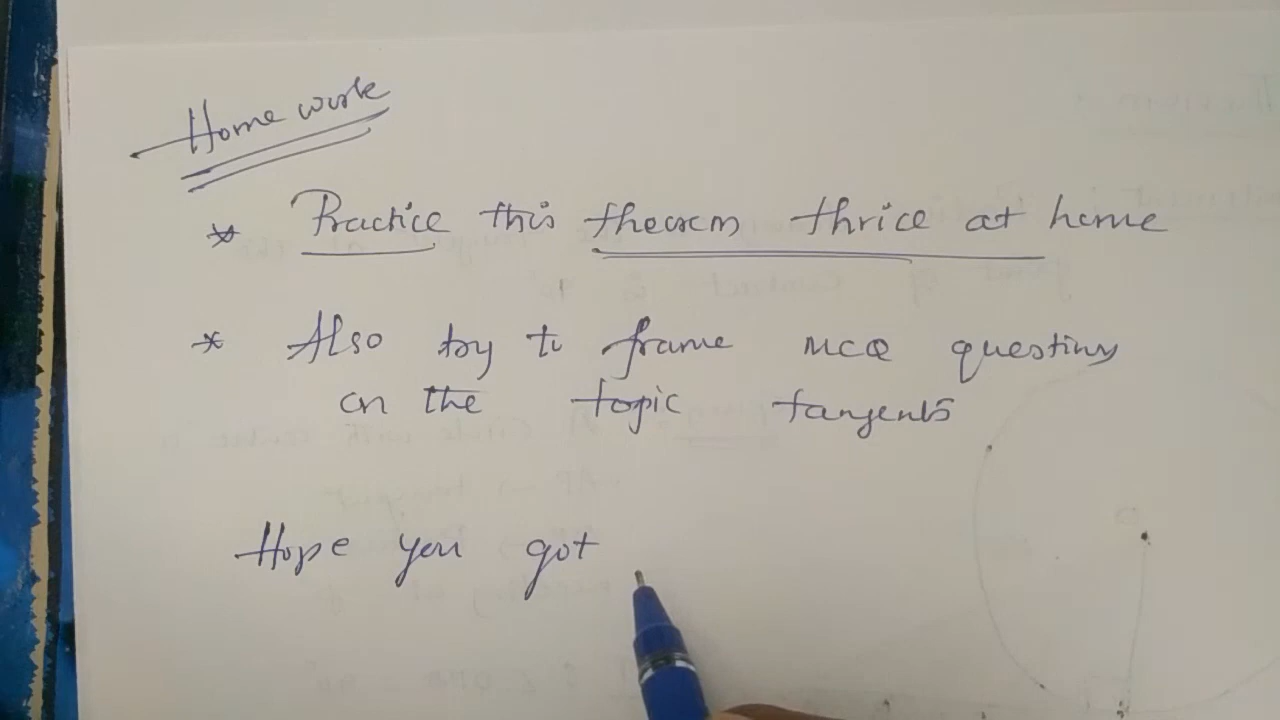 Home work
* Practice this theorem thrice at home
* Also try to frame MCQ questins
on the topic tangents
Hope you got